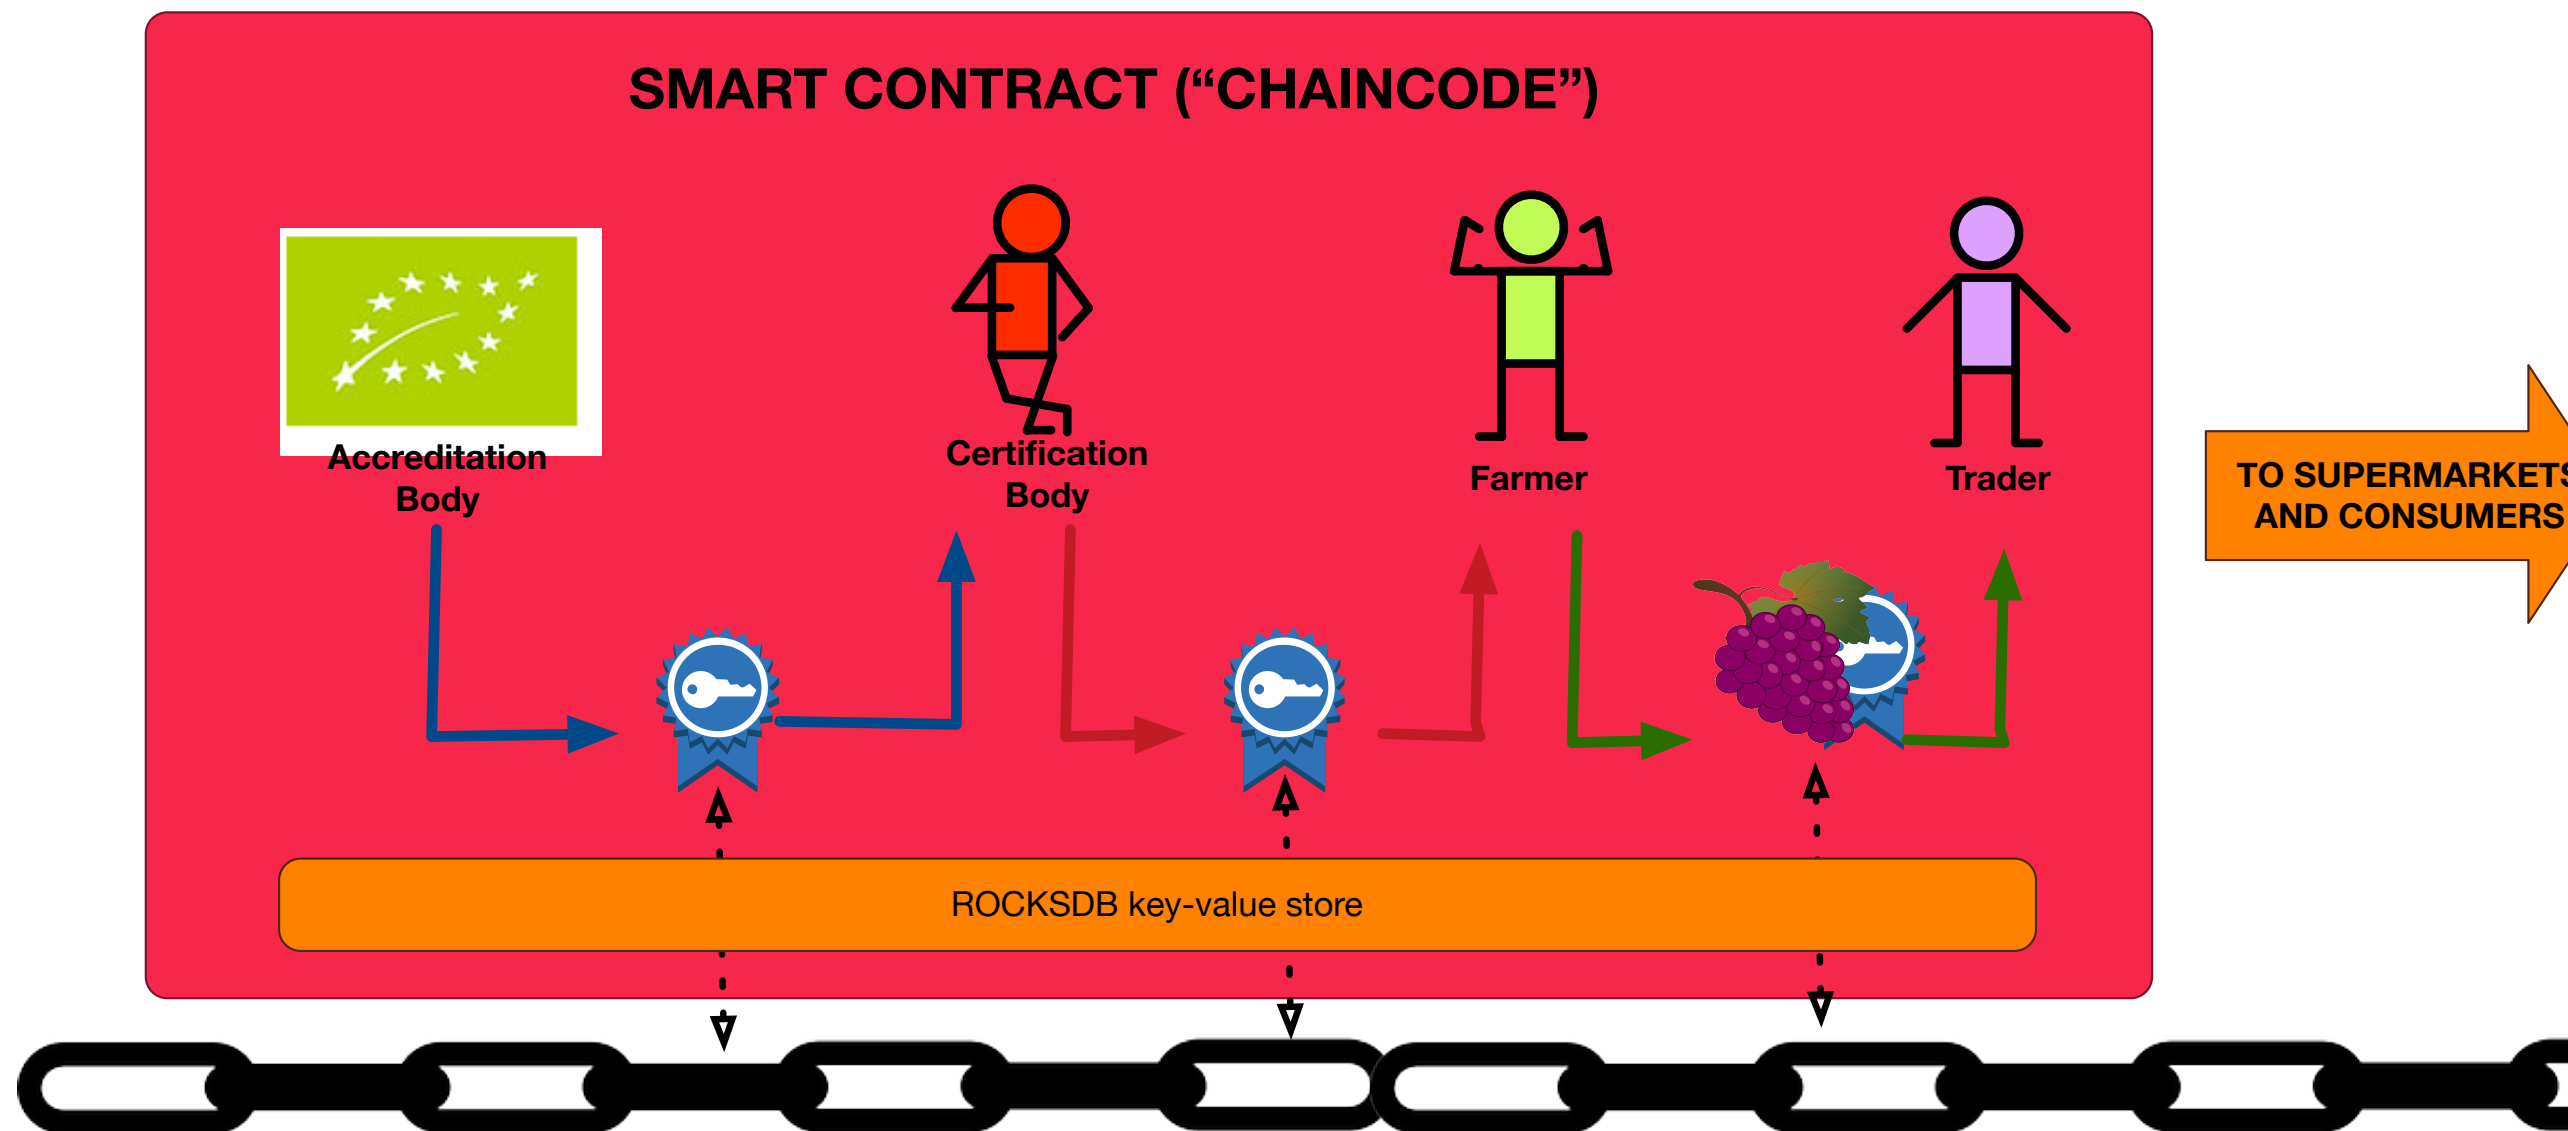 SMART CONTRACT (“CHAINCODE”)
Accreditation
Body
Certification
Body
Farmer
Trader
TO SUPERMARKETS
AND CONSUMERS
ROCKSDB key-value store